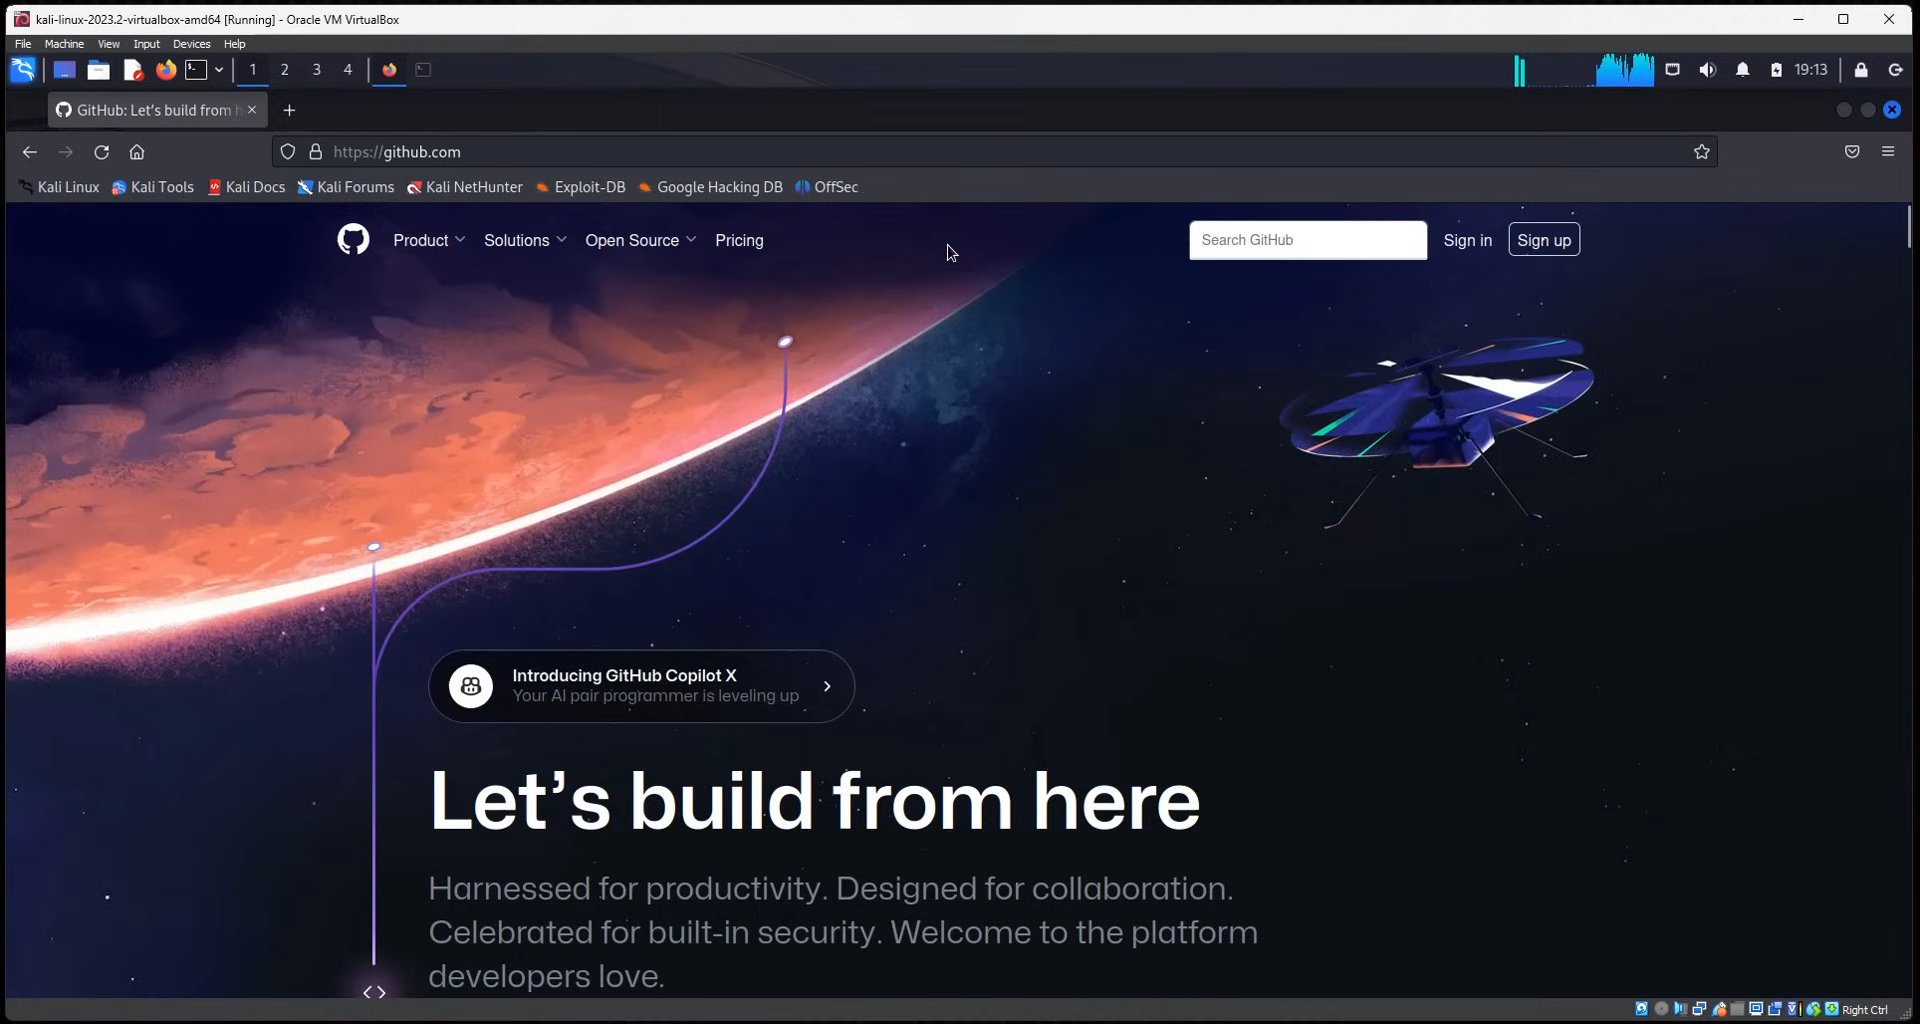 kali-linux-2023.2-virtualbox-amd64 [Running] - Oracle VM VirtualBox
File Machine View Input Devices Help
1 2 3 4 19:13
GitHub: Let's build from h
https://github.com
Kali Linux Kali Tools Kali Docs Kali Forums Kali NetHunter Exploit-DB Google Hacking DB OffSec
Product Solutions Open Source Pricing Search GitHub Sign in Sign up
Introducing GitHub Copilot X
Your AI pair programmer is leveling up
Let’s build from here
Harnessed for productivity. Designed for collaboration.
Celebrated for built-in security. Welcome to the platform
developers love.
Right Ctrl